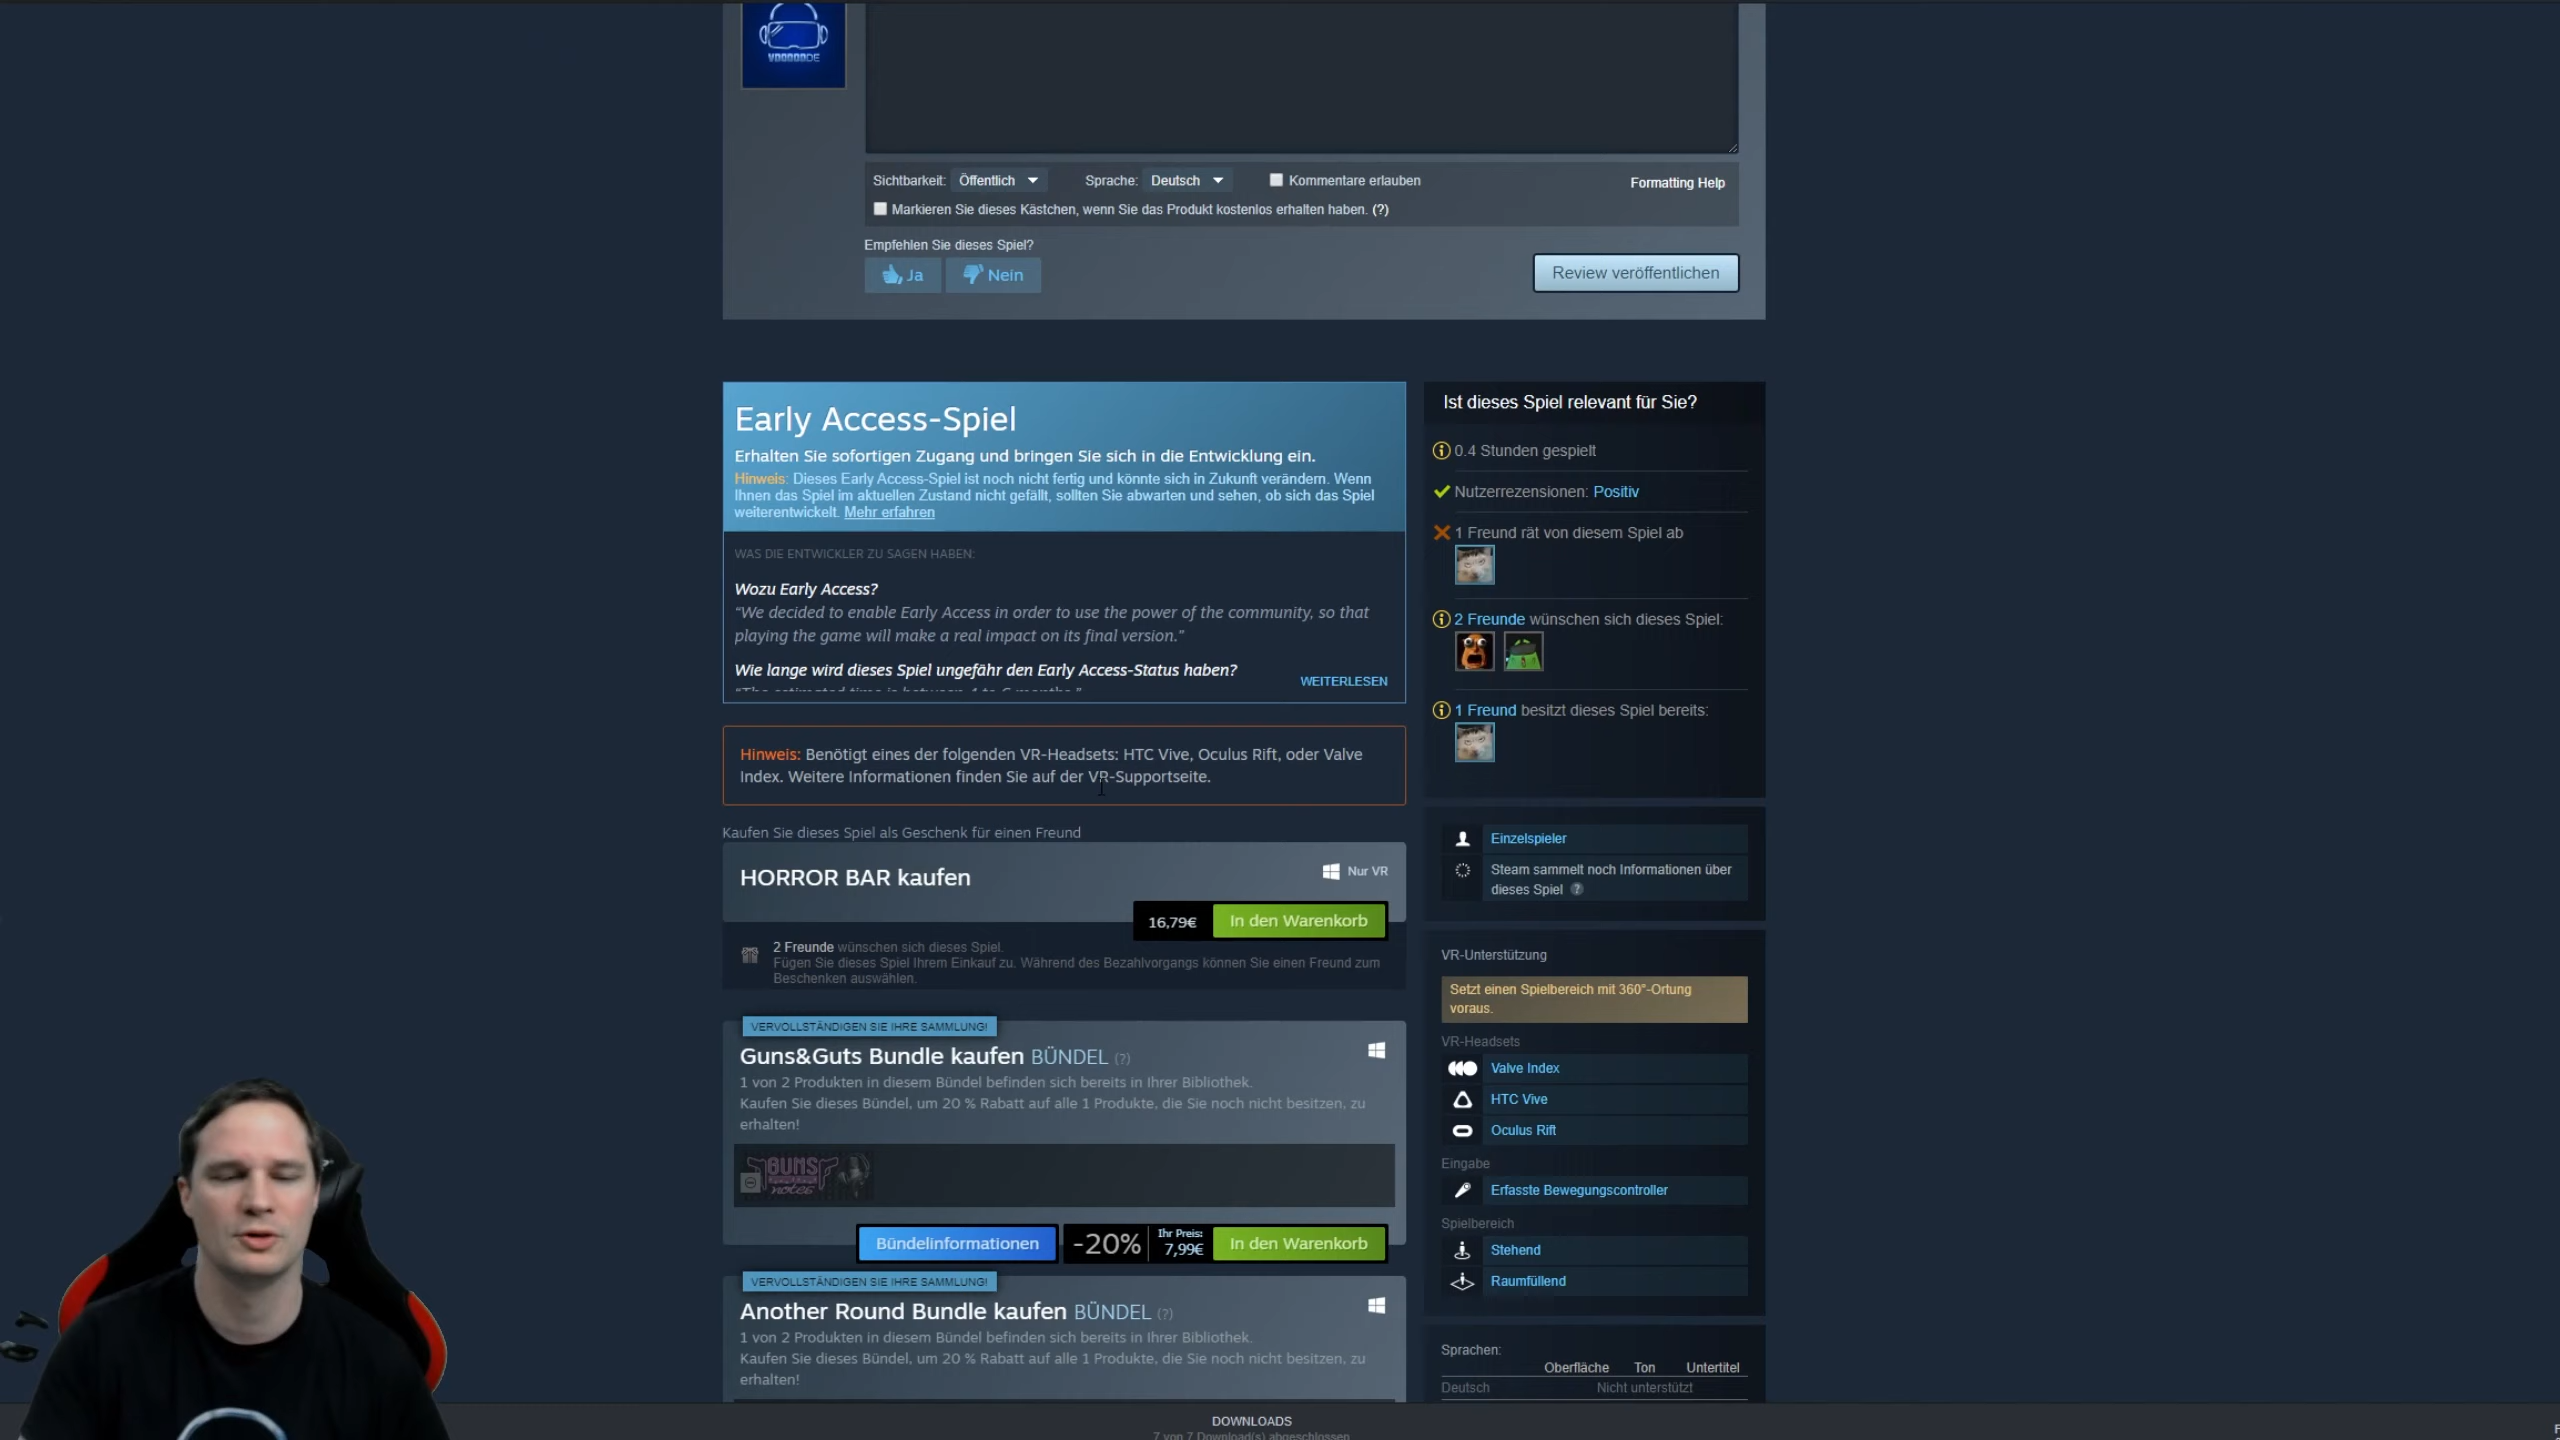 VOODOODE
Sichtbarkeit: Öffentlich Sprache: Deutsch Kommentare erlauben Formatting Help
Markieren Sie dieses Kästchen, wenn Sie das Produkt kostenlos erhalten haben. (?)
Empfehlen Sie dieses Spiel?
Ja Nein Review veröffentlichen
Early Access-Spiel
Erhalten Sie sofortigen Zugang und bringen Sie sich in die Entwicklung ein.
Hinweis: Dieses Early Access-Spiel ist noch nicht fertig und könnte sich in Zukunft verändern. Wenn
Ihnen das Spiel im aktuellen Zustand nicht gefällt, sollten Sie abwarten und sehen, ob sich das Spiel
weiterentwickelt. Mehr erfahren
WAS DIE ENTWICKLER ZU SAGEN HABEN:
Wozu Early Access?
“We decided to enable Early Access in order to use the power of the community, so that
playing the game will make a real impact on its final version.”
Wie lange wird dieses Spiel ungefähr den Early Access-Status haben?
WEITERLESEN
Hinweis: Benötigt eines der folgenden VR-Headsets: HTC Vive, Oculus Rift, oder Valve
Index. Weitere Informationen finden Sie auf der VR-Supportseite.
Kaufen Sie dieses Spiel als Geschenk für einen Freund
HORROR BAR kaufen
Nur VR
16,79€ In den Warenkorb
2 Freunde wünschen sich dieses Spiel.
Fügen Sie dieses Spiel Ihrem Einkauf zu. Während des Bezahlvorgangs können Sie einen Freund zum
Beschenken auswählen.
VERVOLLSTÄNDIGEN SIE IHRE SAMMLUNG!
Guns&Guts Bundle kaufen BÜNDEL (?)
1 von 2 Produkten in diesem Bündel befinden sich bereits in Ihrer Bibliothek.
Kaufen Sie dieses Bündel, um 20 % Rabatt auf alle 1 Produkte, die Sie noch nicht besitzen, zu
erhalten!
GUNS
notes
Bündelinformationen -20% Ihr Preis: 7,99€ In den Warenkorb
VERVOLLSTÄNDIGEN SIE IHRE SAMMLUNG!
Another Round Bundle kaufen BÜNDEL (?)
1 von 2 Produkten in diesem Bündel befinden sich bereits in Ihrer Bibliothek.
Kaufen Sie dieses Bündel, um 20 % Rabatt auf alle 1 Produkte, die Sie noch nicht besitzen, zu
erhalten!
Ist dieses Spiel relevant für Sie?
0.4 Stunden gespielt
Nutzerrezensionen: Positiv
1 Freund rät von diesem Spiel ab
2 Freunde wünschen sich dieses Spiel:
1 Freund besitzt dieses Spiel bereits:
Einzelspieler
Steam sammelt noch Informationen über
dieses Spiel ?
VR-Unterstützung
Setzt einen Spielbereich mit 360°-Ortung
voraus.
VR-Headsets
Valve Index
HTC Vive
Oculus Rift
Eingabe
Erfasste Bewegungscontroller
Spielbereich
Stehend
Raumfüllend
Sprachen:
Oberfläche Ton Untertitel
Deutsch Nicht unterstützt
DOWNLOADS
7 von 7 Download(s) abgeschlossen